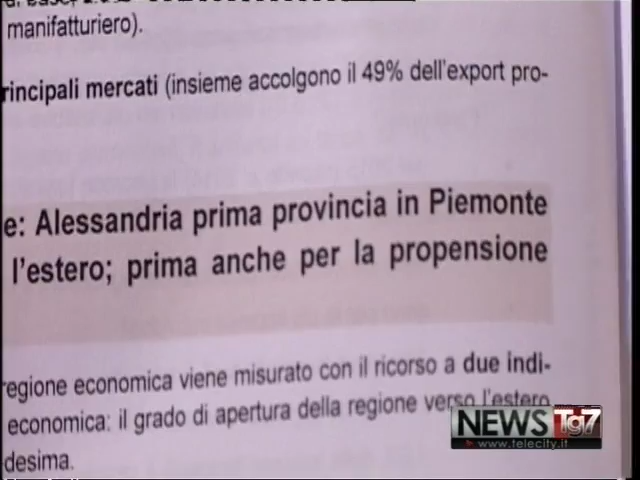 manifatturiero).
rincipali mercati (insieme accolgono il 49% dell'export pro-
e: Alessandria prima provincia in Piemonte
l'estero; prima anche per la propensione
regione economica viene misurato con il ricorso a due indi-
economica: il grado di apertura della regione verso l'estero
desima.
NEWS Tg7
www.telecity.it